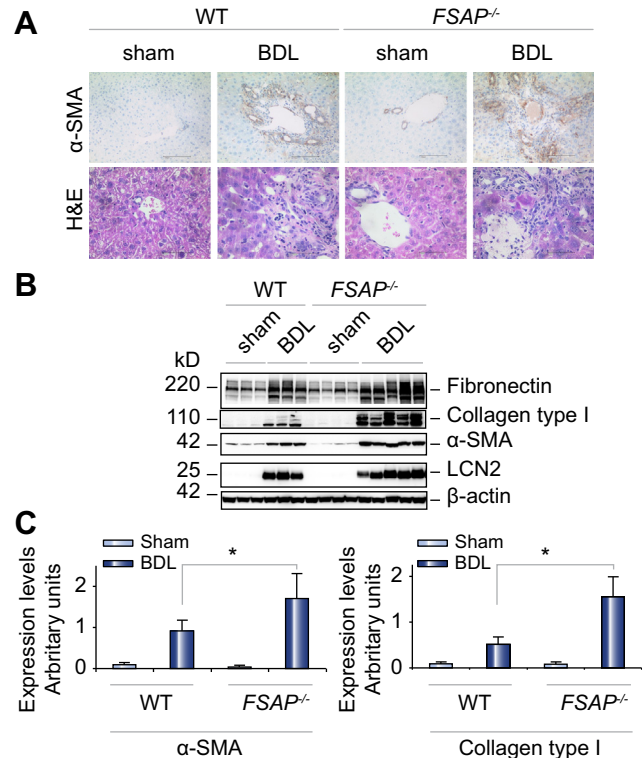 A
WT FSAP-/-
sham BDL sham BDL
α-SMA
H&E
B
WT FSAP-/-
sham BDL sham BDL
kD
220 Fibronectin
110 Collagen type I
42 α-SMA
25 LCN2
42 β-actin
C
Sham Sham
BDL BDL
* *
Expression levels
Arbritary units
2
1
0
WT FSAP-/-
α-SMA
Expression levels
Arbritary units
2
1
0
WT FSAP-/-
Collagen type I